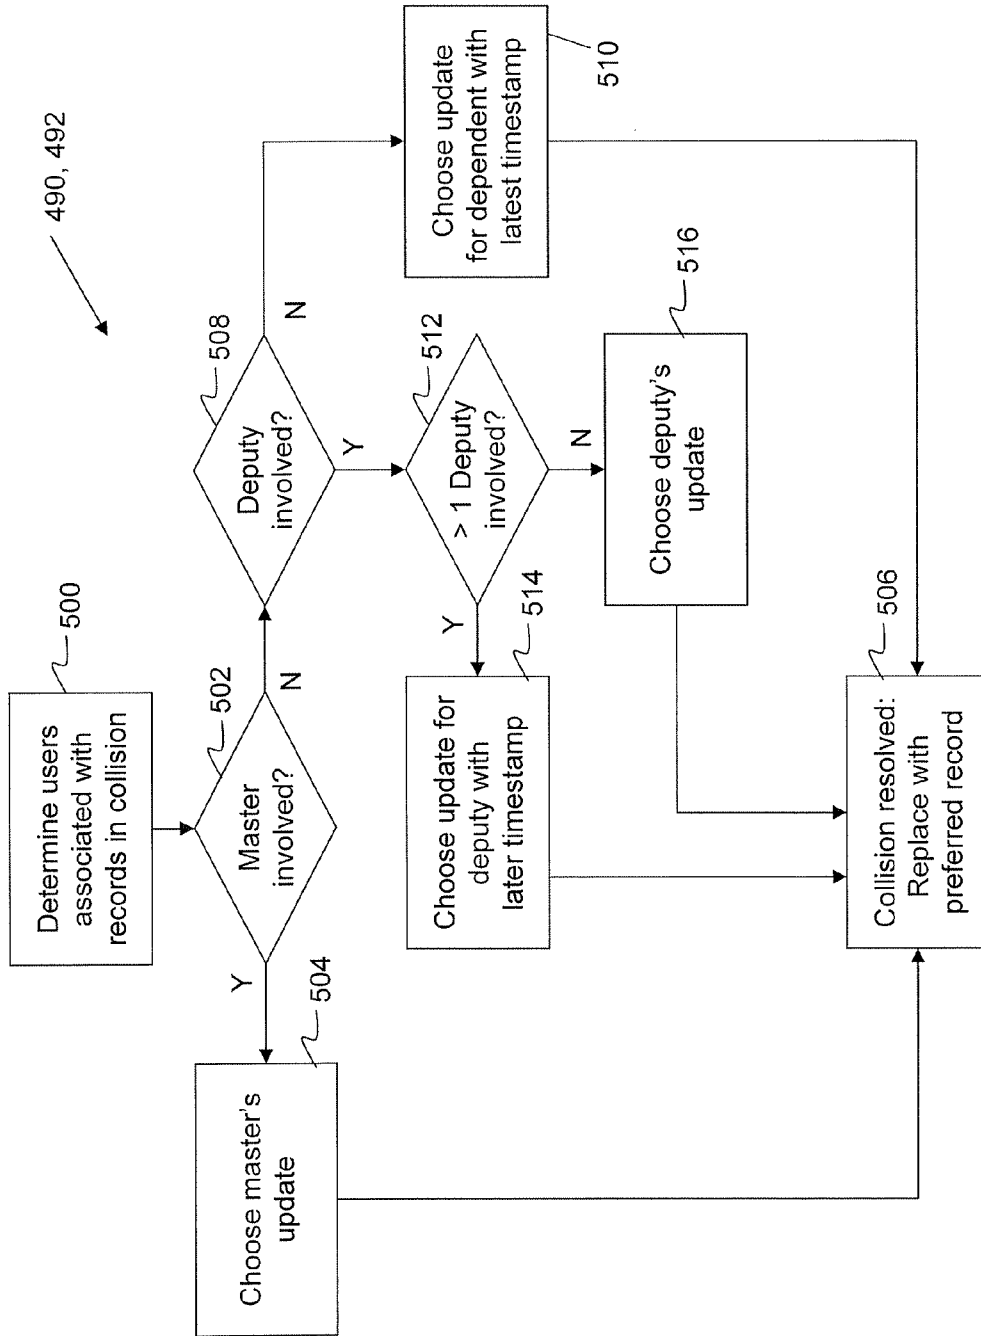 490, 492
500
Determine users
associated with
records in collision
502
Master
involved?
Y
N
504
Choose master's
update
508
Deputy
involved?
N
Y
510
Choose update
for dependent with
latest timestamp
512
> 1 Deputy
involved?
Y
N
514
Choose update for
deputy with
later timestamp
516
Choose deputy's
update
506
Collision resolved:
Replace with
preferred record